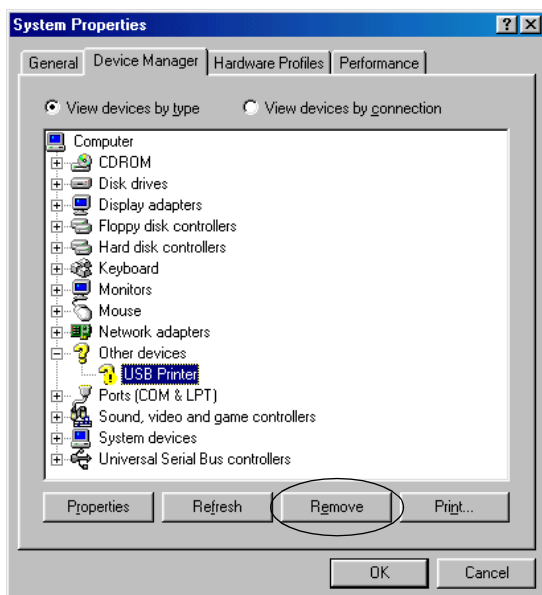 System Properties
General Device Manager Hardware Profiles Performance
View devices by type View devices by connection
Computer
CDROM
Disk drives
Display adapters
Floppy disk controllers
Hard disk controllers
Keyboard
Monitors
Mouse
Network adapters
Other devices
USB Printer
Ports (COM & LPT)
Sound, video and game controllers
System devices
Universal Serial Bus controllers
Properties Refresh Remove Print...
OK Cancel